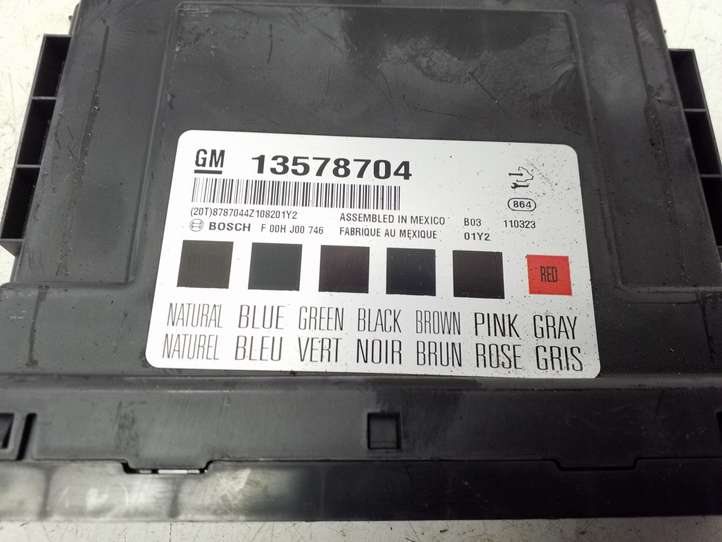 GM 13578704
(20T)8787044Z108201Y2 ASSEMBLED IN MEXICO B03 110323
864
BOSCH F 00H J00 746 FABRIQUE AU MEXIQUE 01Y2
RED
NATURAL BLUE GREEN BLACK BROWN PINK GRAY
NATUREL BLEU VERT NOIR BRUN ROSE GRIS